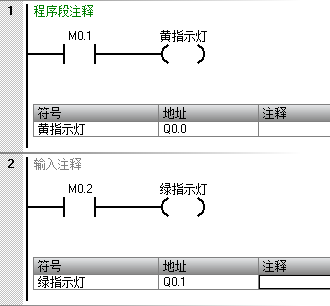 1 程序段注释
M0.1 黄指示灯
符号 地址 注释
黄指示灯 Q0.0
2 输入注释
M0.2 绿指示灯
符号 地址 注释
绿指示灯 Q0.1